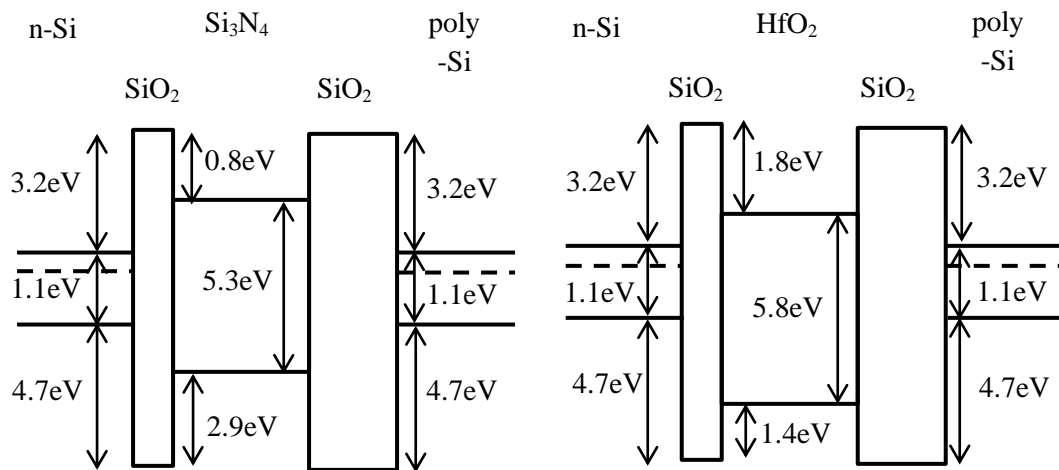 n-Si
Si₃N₄
poly
-Si
SiO₂
SiO₂
0.8eV
3.2eV
3.2eV
5.3eV
1.1eV
1.1eV
4.7eV
4.7eV
2.9eV
n-Si
HfO₂
poly
-Si
SiO₂
SiO₂
1.8eV
3.2eV
3.2eV
1.1eV
1.1eV
5.8eV
4.7eV
4.7eV
1.4eV